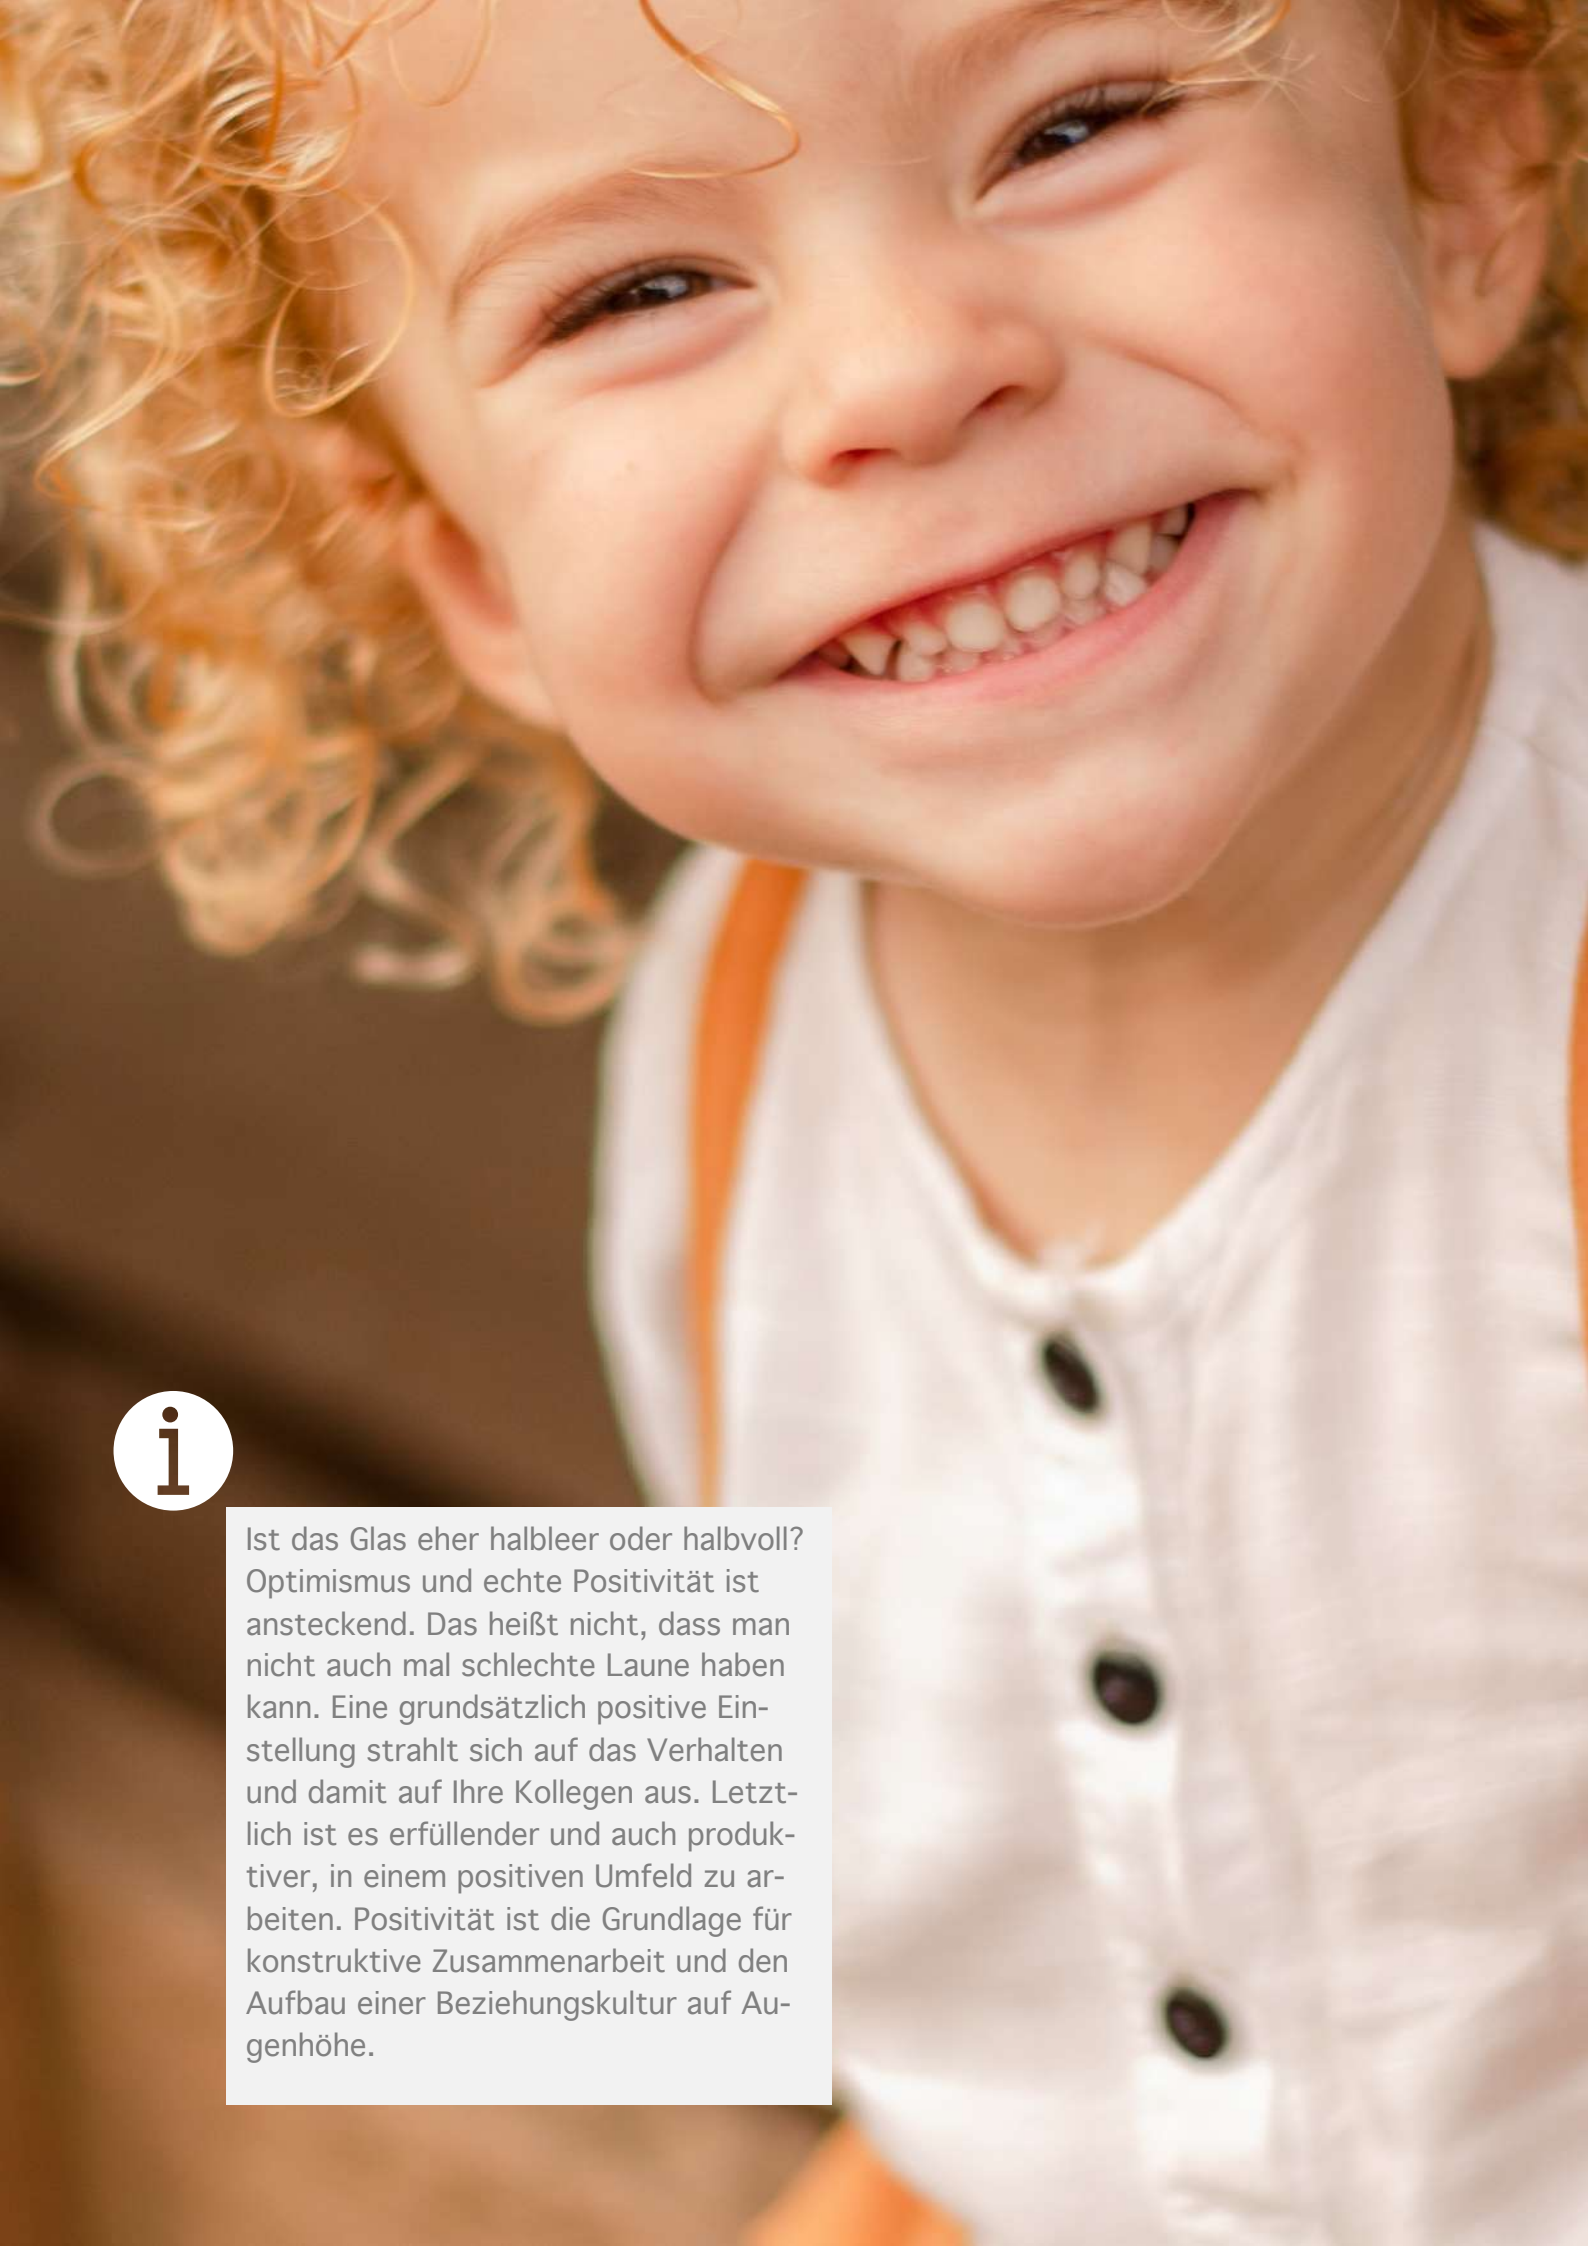 i
Ist das Glas eher halbleer oder halbvoll?
Optimismus und echte Positivität ist
ansteckend. Das heißt nicht, dass man
nicht auch mal schlechte Laune haben
kann. Eine grundsätzlich positive Ein-
stellung strahlt sich auf das Verhalten
und damit auf Ihre Kollegen aus. Letzt-
lich ist es erfüllender und auch produk-
tiver, in einem positiven Umfeld zu ar-
beiten. Positivität ist die Grundlage für
konstruktive Zusammenarbeit und den
Aufbau einer Beziehungskultur auf Au-
genhöhe.